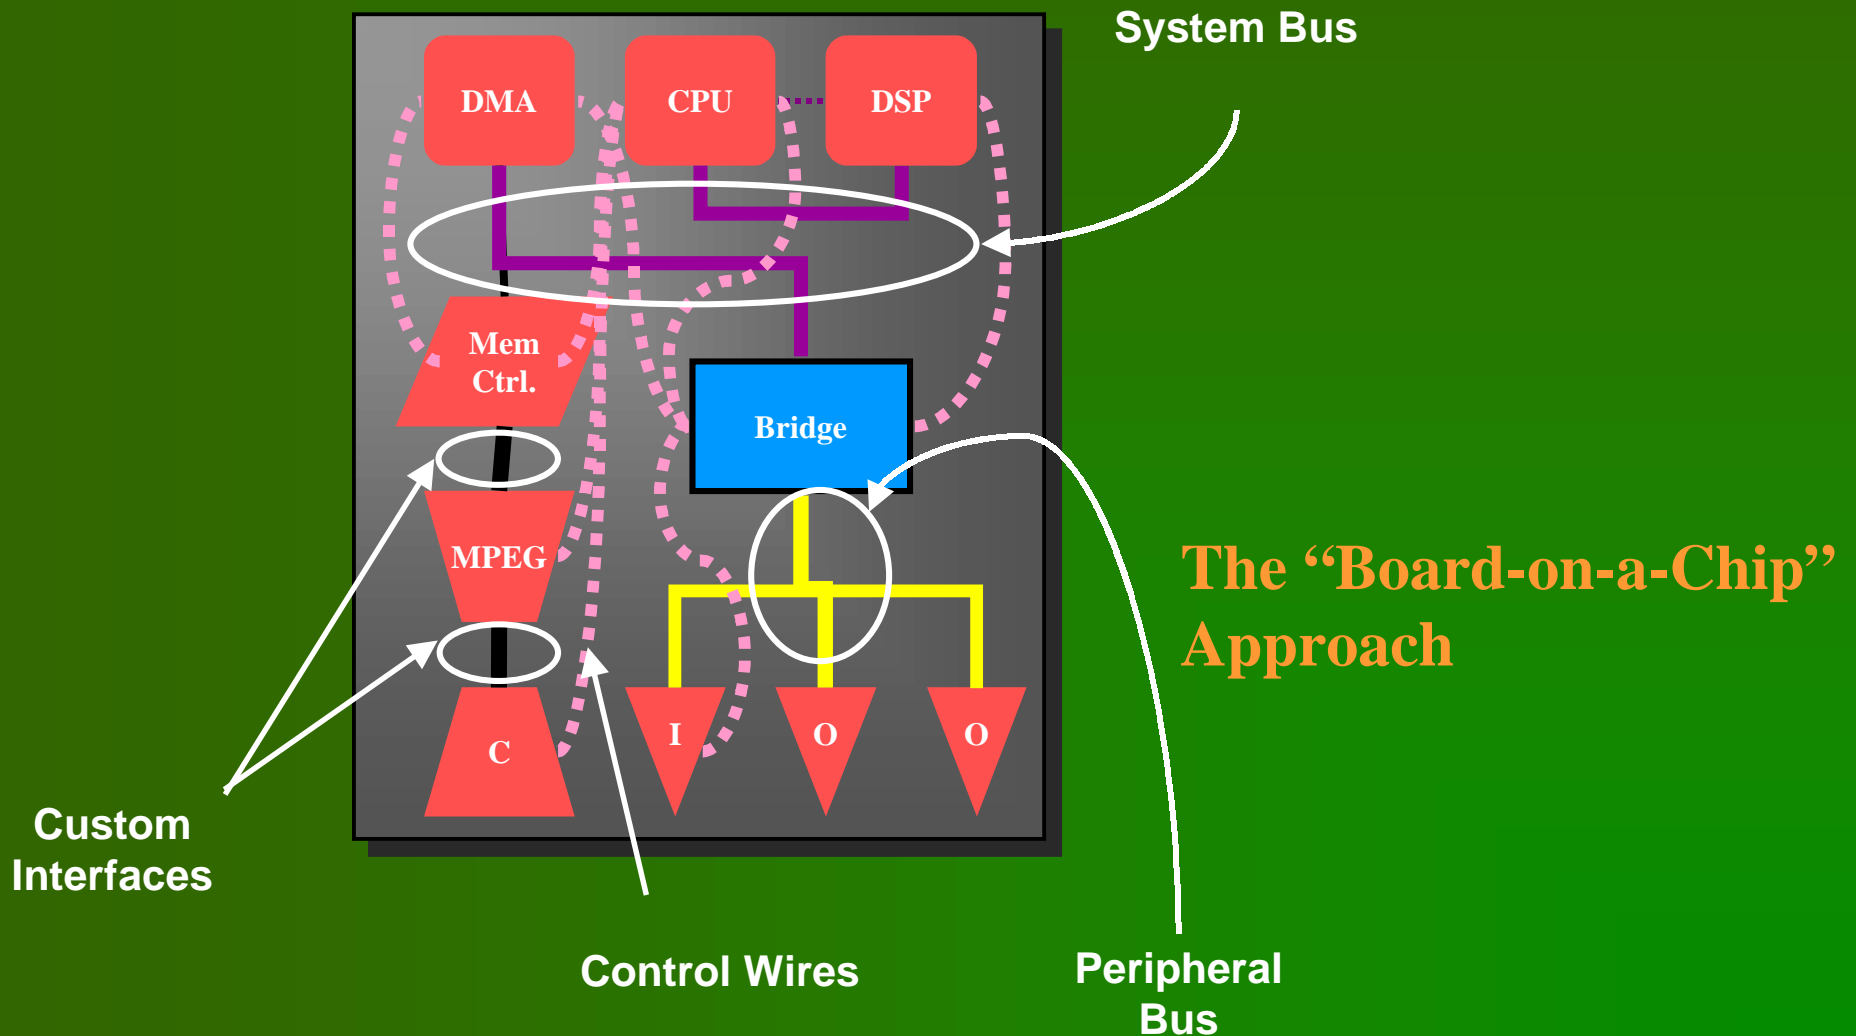 System Bus
DMA
CPU
DSP
Mem
Ctrl.
Bridge
MPEG
The “Board-on-a-Chip”
Approach
C
I
O
O
Custom
Interfaces
Control Wires
Peripheral
Bus